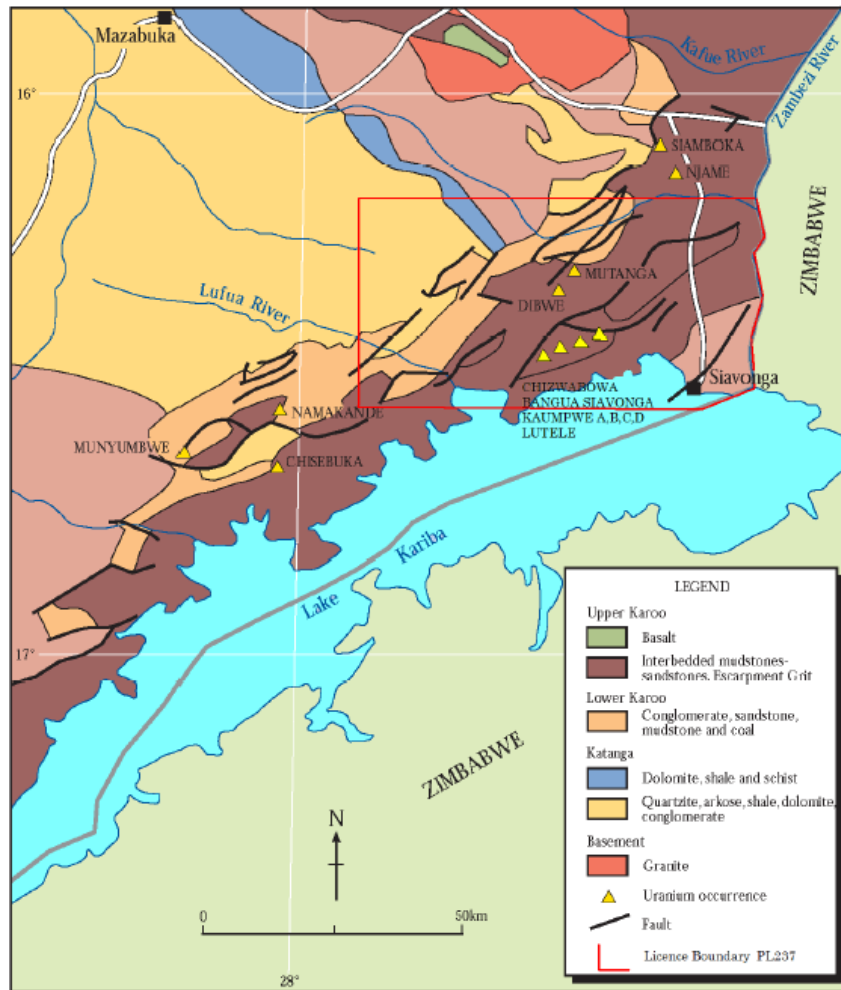 Mazabuka
Kafue River
Zambezi River
16°
SIAMBOKA
NJAME
ZIMBABWE
MUTANGA
DIBWE
Lufua River
CHIZWABOWA
BANGUA SIAVONGA
KAUMPWE A,B,C,D
LUTELE
Siavonga
NAMAKANDE
MUNYUMBWE
CHISEBUKA
Lake Kariba
17°
ZIMBABWE
N
0 50km
28°
LEGEND
Upper Karoo
Basalt
Interbedded mudstones-
sandstones. Escarpment Grit
Lower Karoo
Conglomerate, sandstone,
mudstone and coal
Katanga
Dolomite, shale and schist
Quartzite, arkose, shale, dolomite,
conglomerate
Basement
Granite
Uranium occurrence
Fault
Licence Boundary PL237